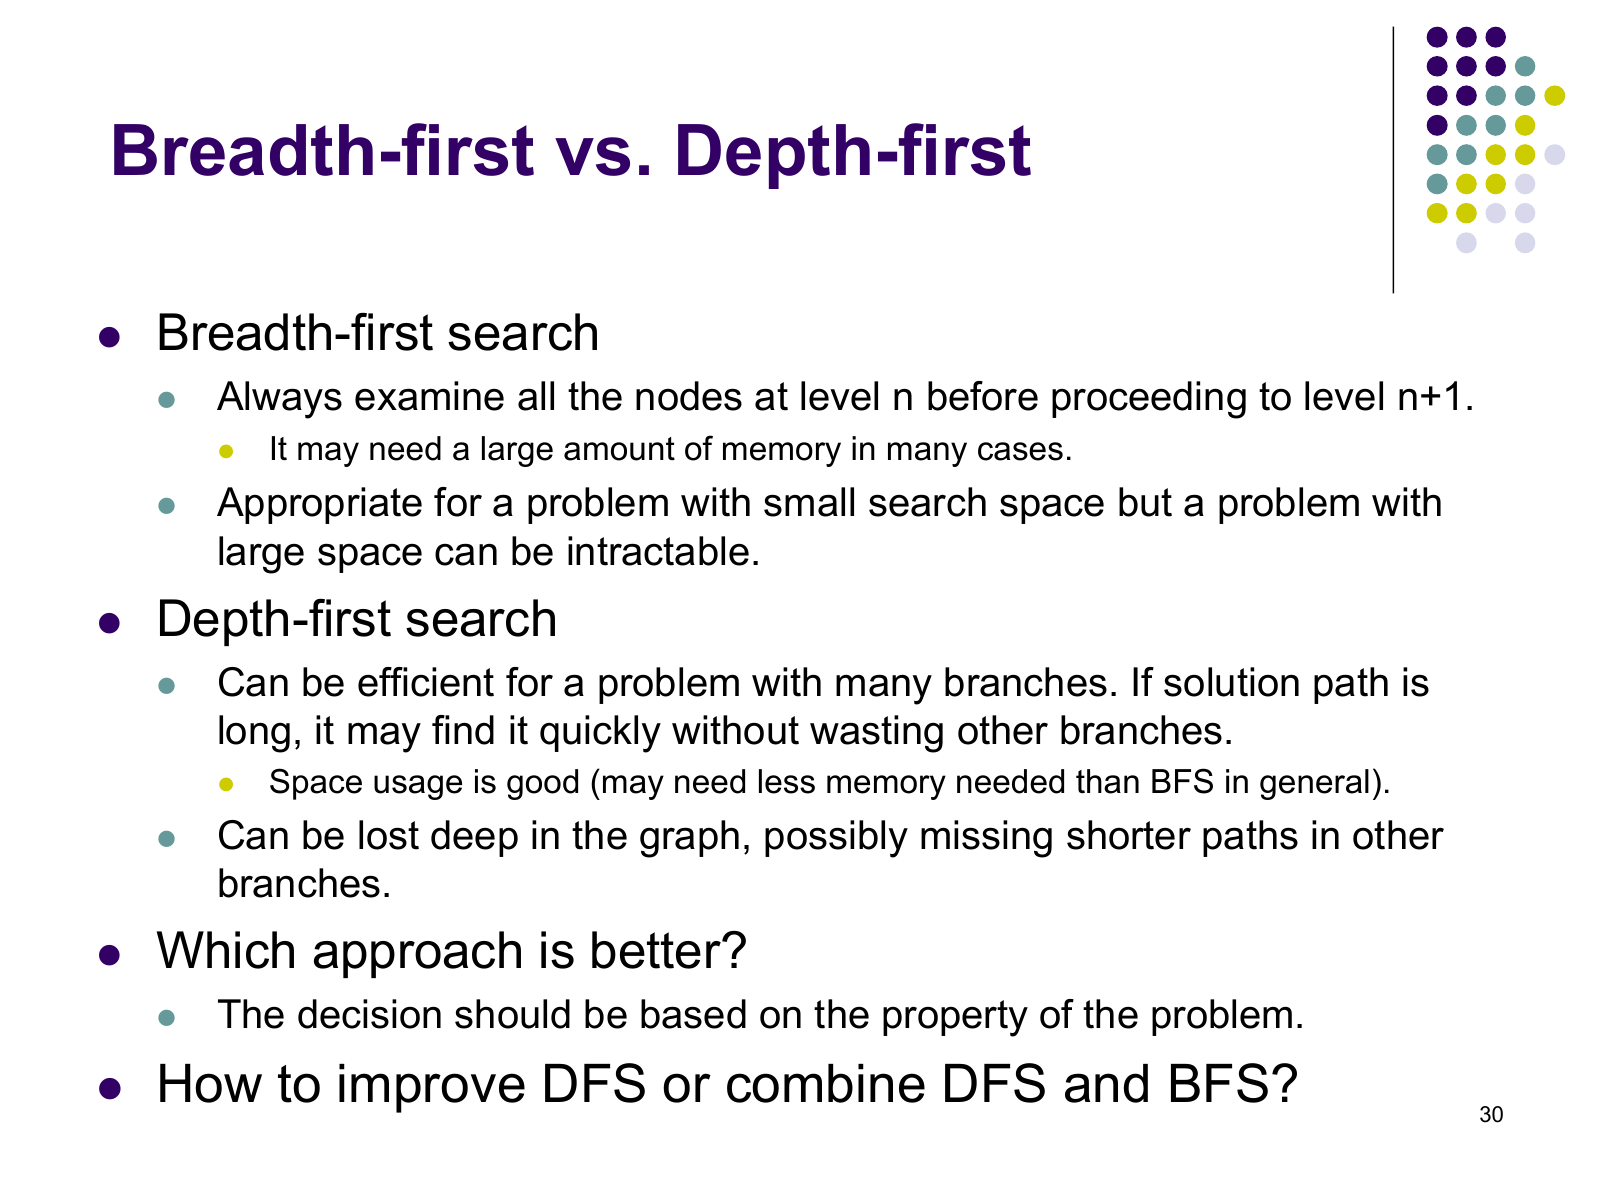 Breadth-first vs. Depth-first
Breadth-first search
Always examine all the nodes at level n before proceeding to level n+1.
It may need a large amount of memory in many cases.
Appropriate for a problem with small search space but a problem with
large space can be intractable.
Depth-first search
Can be efficient for a problem with many branches. If solution path is
long, it may find it quickly without wasting other branches.
Space usage is good (may need less memory needed than BFS in general).
Can be lost deep in the graph, possibly missing shorter paths in other
branches.
Which approach is better?
The decision should be based on the property of the problem.
How to improve DFS or combine DFS and BFS?
30